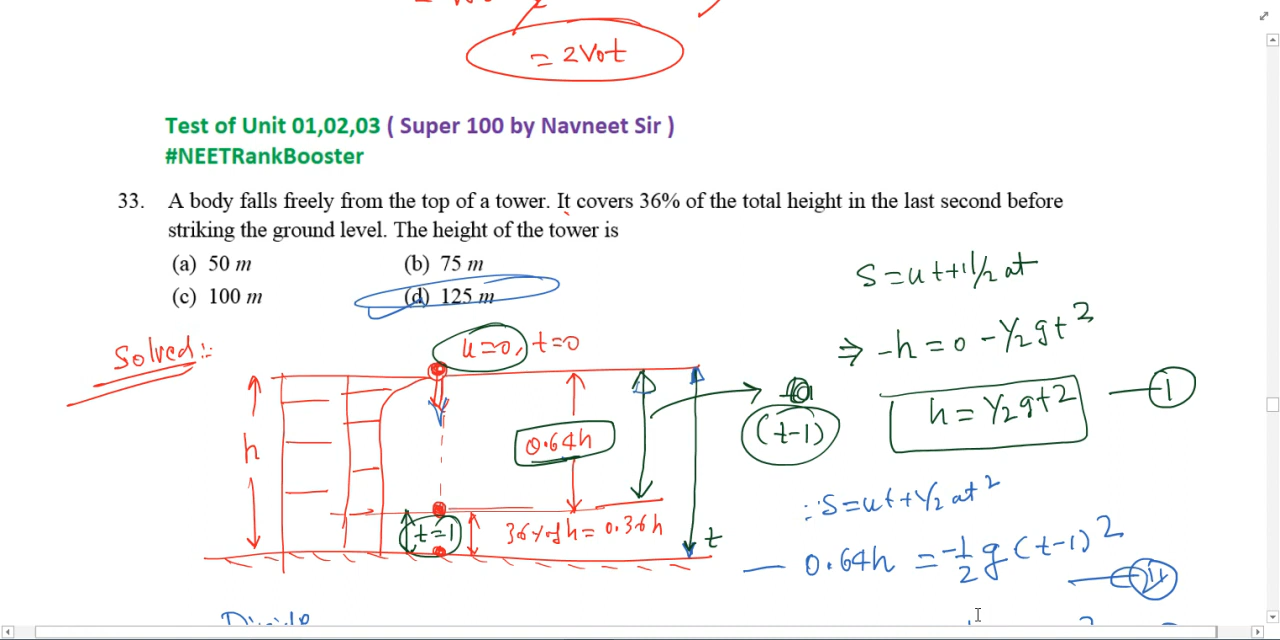 = 2Vot
Test of Unit 01,02,03 ( Super 100 by Navneet Sir )
#NEETRankBooster
33. A body falls freely from the top of a tower. It covers 36% of the total height in the last second before
striking the ground level. The height of the tower is
(a) 50 m (b) 75 m
(c) 100 m (d) 125 m
S = ut + 1/2 at
Solved:-
u=0, t=0
⇒ -h = 0 - 1/2 gt²
h = 1/2 gt2 — 1
h
0.64h
(t-1)
t=1
36% of h = 0.36h
t
∵ S = ut + 1/2 at²
— 0.64h = -1/2 g (t-1)² — 11
Divide